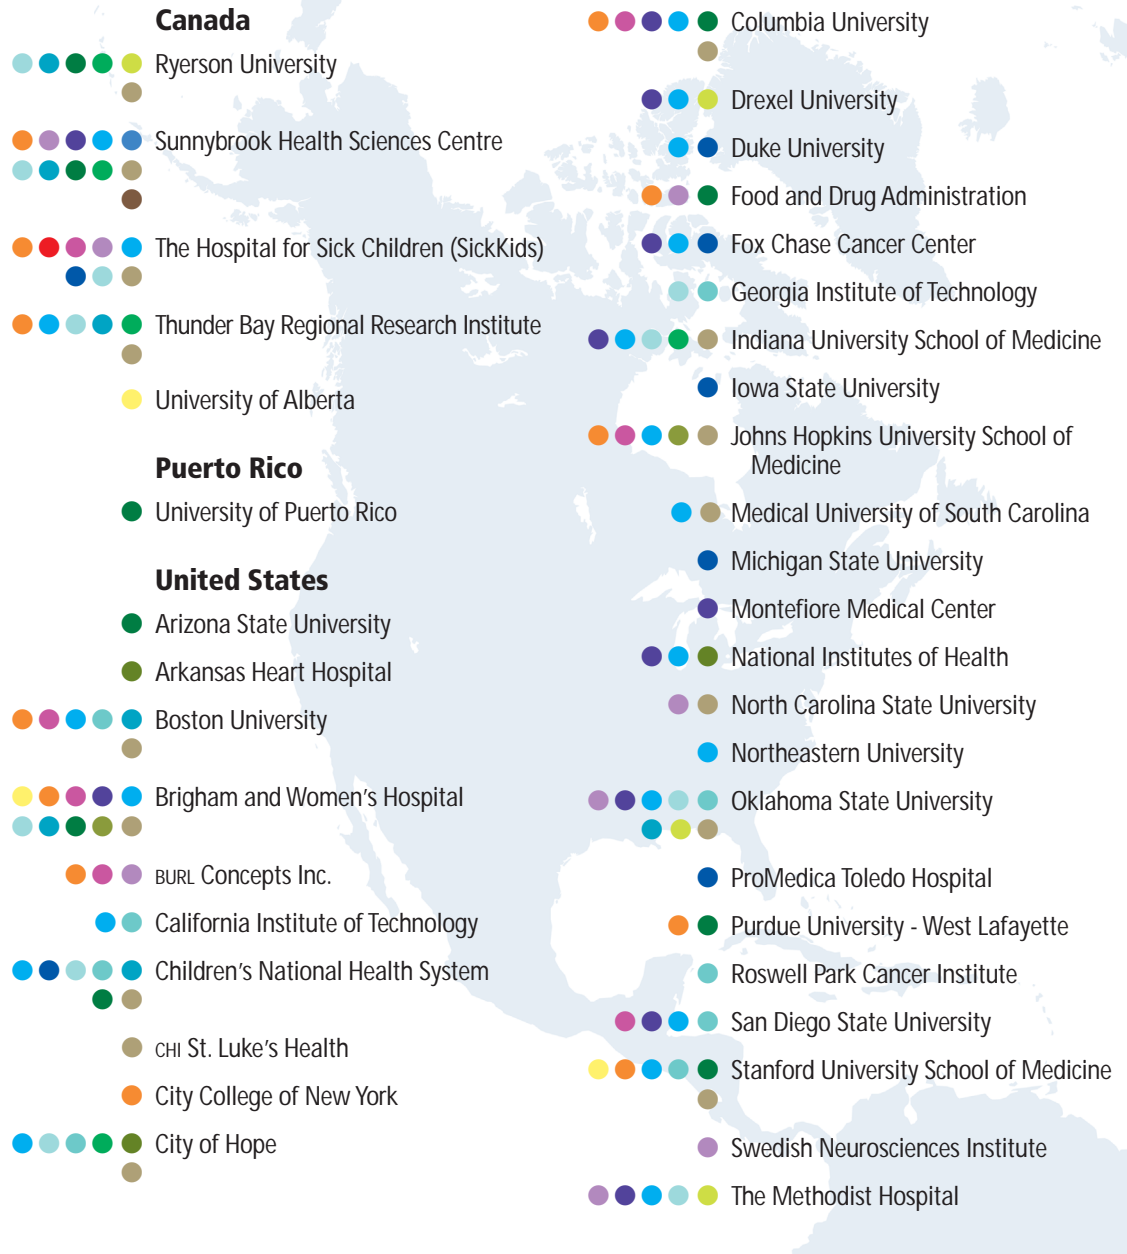 Canada
Ryerson University
Sunnybrook Health Sciences Centre
The Hospital for Sick Children (SickKids)
Thunder Bay Regional Research Institute
University of Alberta
Puerto Rico
University of Puerto Rico
United States
Arizona State University
Arkansas Heart Hospital
Boston University
Brigham and Women's Hospital
BURL Concepts Inc.
California Institute of Technology
Children's National Health System
CHI St. Luke's Health
City College of New York
City of Hope
Columbia University
Drexel University
Duke University
Food and Drug Administration
Fox Chase Cancer Center
Georgia Institute of Technology
Indiana University School of Medicine
Iowa State University
Johns Hopkins University School of
Medicine
Medical University of South Carolina
Michigan State University
Montefiore Medical Center
National Institutes of Health
North Carolina State University
Northeastern University
Oklahoma State University
ProMedica Toledo Hospital
Purdue University - West Lafayette
Roswell Park Cancer Institute
San Diego State University
Stanford University School of Medicine
Swedish Neurosciences Institute
The Methodist Hospital